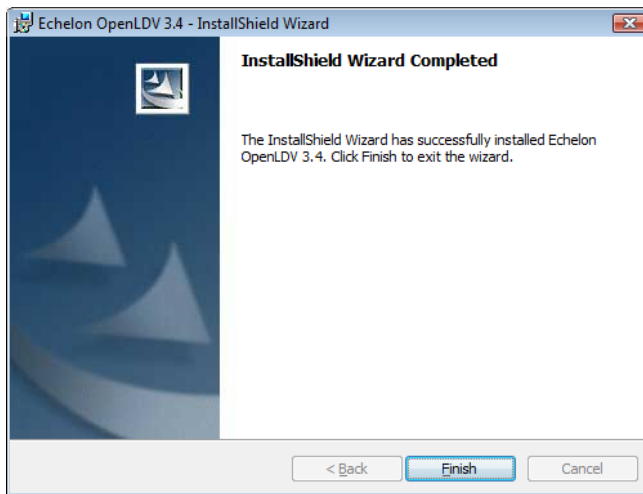 Echelon OpenLDV 3.4 - InstallShield Wizard
InstallShield Wizard Completed
The InstallShield Wizard has successfully installed Echelon
OpenLDV 3.4. Click Finish to exit the wizard.
< Back
Finish
Cancel